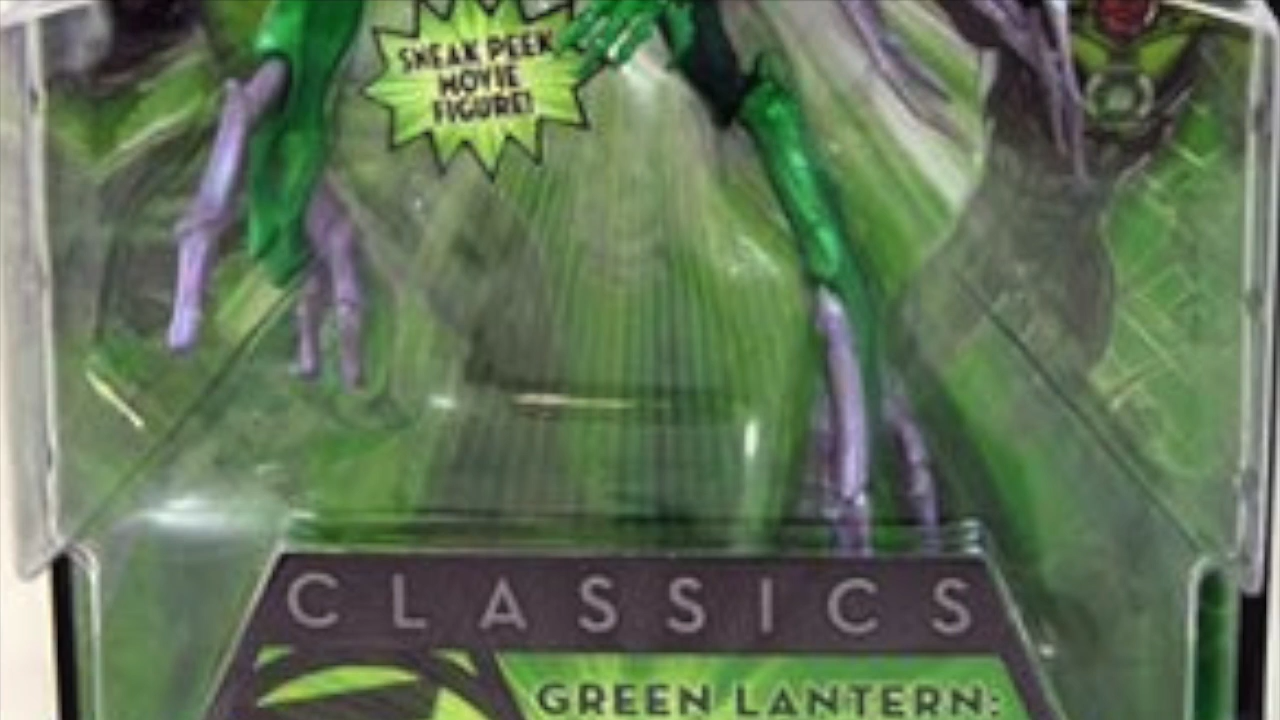 SNEAK PEEK
MOVIE
FIGURE!
CLASSICS
GREEN LANTERN: